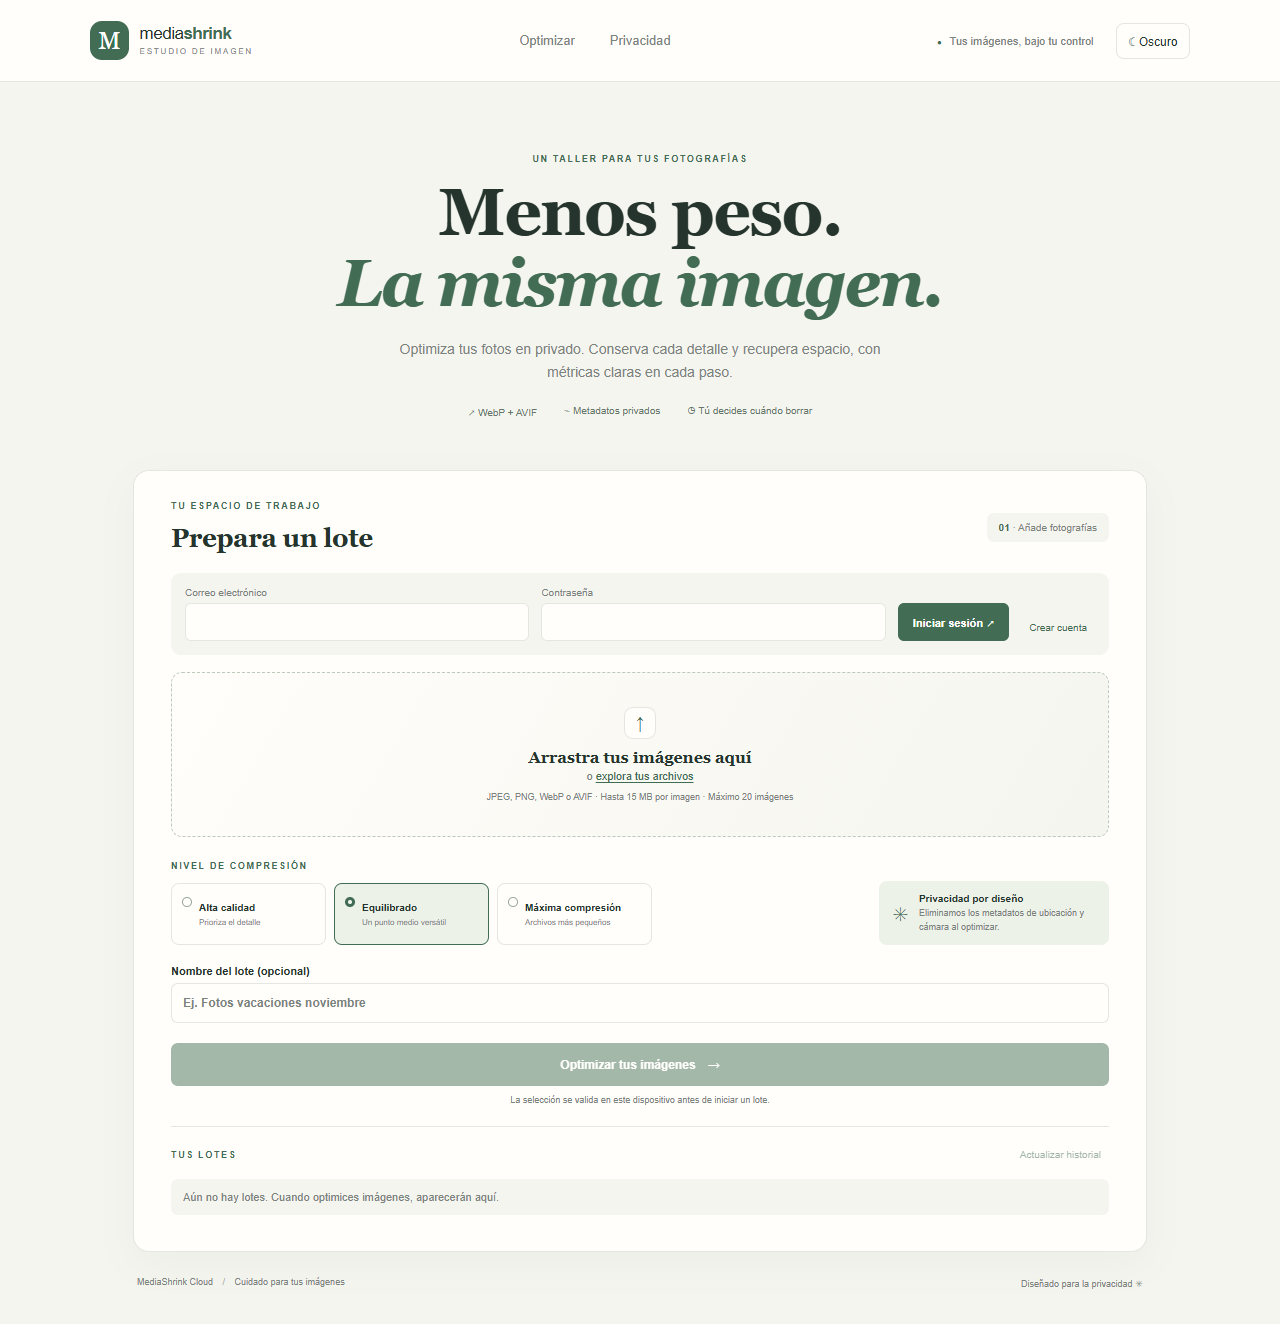 M
mediashrink
ESTUDIO DE IMAGEN
Optimizar
Privacidad
• Tus imágenes, bajo tu control
☾ Oscuro
UN TALLER PARA TUS FOTOGRAFÍAS
Menos peso.
La misma imagen.
Optimiza tus fotos en privado. Conserva cada detalle y recupera espacio, con
métricas claras en cada paso.
↗ WebP + AVIF
~ Metadatos privados
◷ Tú decides cuándo borrar
TU ESPACIO DE TRABAJO
Prepara un lote
01 · Añade fotografías
Correo electrónico
Contraseña
Iniciar sesión ↗
Crear cuenta
↑
Arrastra tus imágenes aquí
o explora tus archivos
JPEG, PNG, WebP o AVIF · Hasta 15 MB por imagen · Máximo 20 imágenes
NIVEL DE COMPRESIÓN
Alta calidad
Prioriza el detalle
Equilibrado
Un punto medio versátil
Máxima compresión
Archivos más pequeños
✳ Privacidad por diseño
Eliminamos los metadatos de ubicación y
cámara al optimizar.
Nombre del lote (opcional)
Ej. Fotos vacaciones noviembre
Optimizar tus imágenes →
La selección se valida en este dispositivo antes de iniciar un lote.
TUS LOTES
Actualizar historial
Aún no hay lotes. Cuando optimices imágenes, aparecerán aquí.
MediaShrink Cloud / Cuidado para tus imágenes
Diseñado para la privacidad ✳